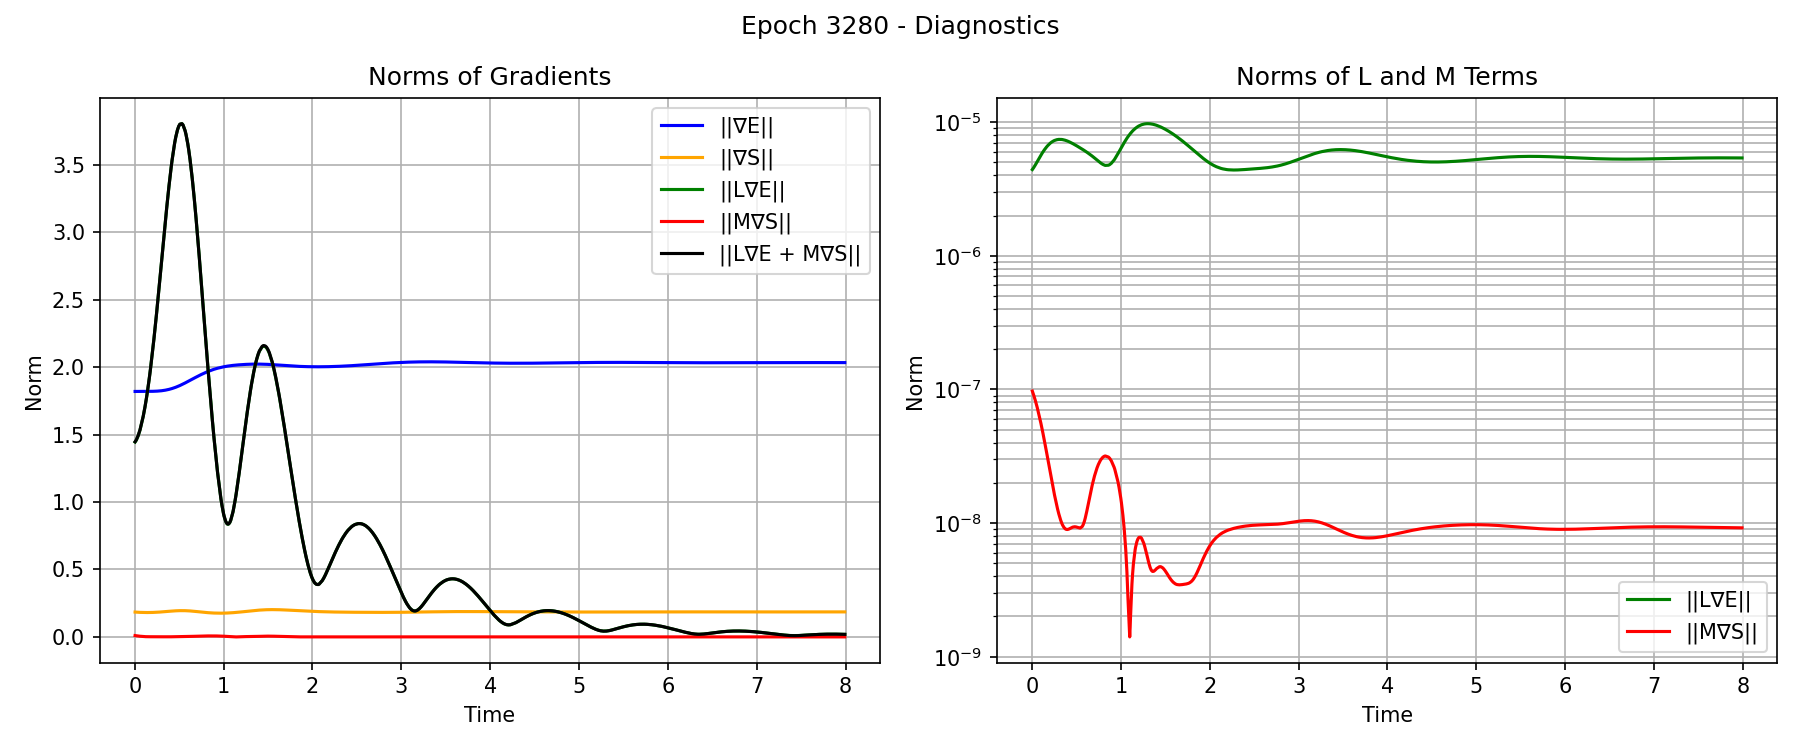 Epoch 3280 - Diagnostics
Norms of Gradients
Norm
3.5
3.0
2.5
2.0
1.5
1.0
0.5
0.0
||∇E||
||∇S||
||L∇E||
||M∇S||
||L∇E + M∇S||
0 1 2 3 4 5 6 7 8
Time
Norms of L and M Terms
Norm
10⁻⁵
10⁻⁶
10⁻⁷
10⁻⁸
10⁻⁹
||L∇E||
||M∇S||
0 1 2 3 4 5 6 7 8
Time